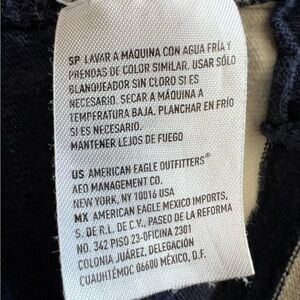 SP LAVAR A MÁQUINA CON AGUA FRÍA Y
PRENDAS DE COLOR SIMILAR. USAR SÓLO
BLANQUEADOR SIN CLORO SI ES
NECESARIO. SECAR A MÁQUINA A
TEMPERATURA BAJA. PLANCHAR EN FRÍO
SI ES NECESARIO.
MANTENER LEJOS DE FUEGO
US AMERICAN EAGLE OUTFITTERS®
AEO MANAGEMENT CO.
NEW YORK, NY 10016 USA
MX AMERICAN EAGLE MEXICO IMPORTS,
S. DE R.L. DE C.V., PASEO DE LA REFORMA
NO. 342 PISO 23-OFICINA 2301
COLONIA JUÁREZ, DELEGACIÓN
CUAUHTÉMOC 06600 MÉXICO, D.F.